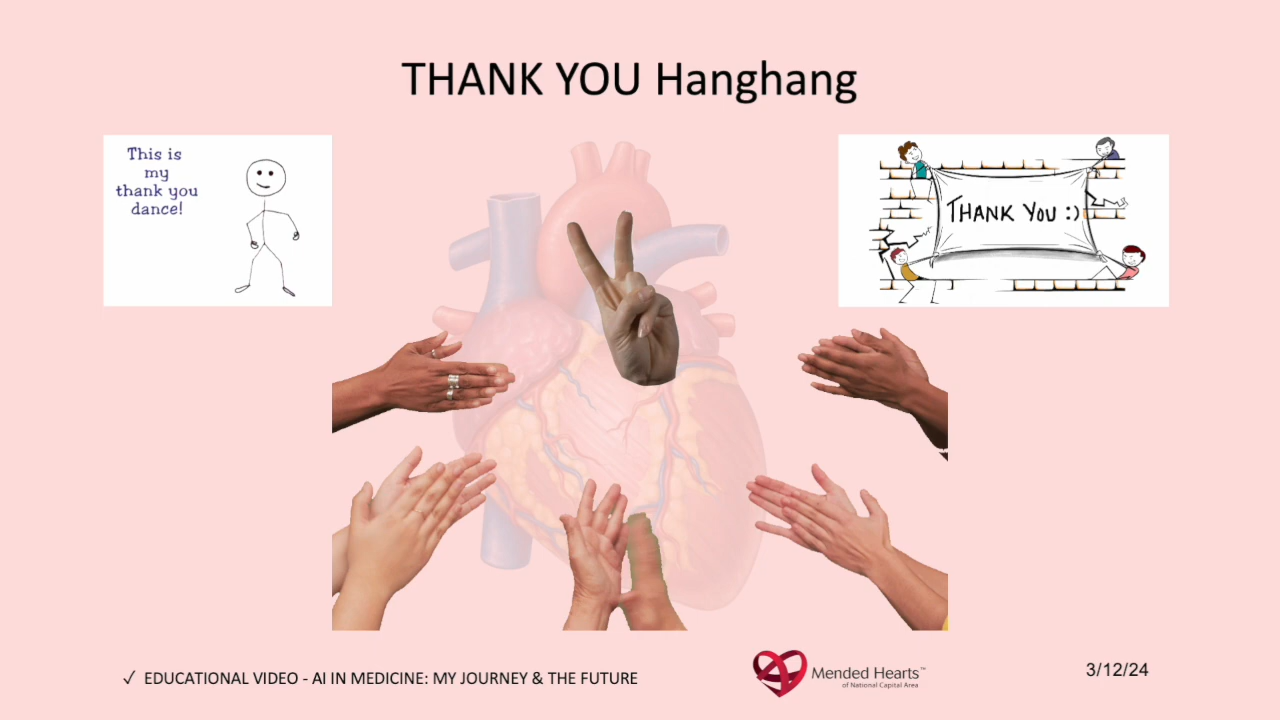 THANK YOU Hanghang
This is
my
thank you
dance!
THANK YOU :)
✓ EDUCATIONAL VIDEO - AI IN MEDICINE: MY JOURNEY & THE FUTURE
Mended Hearts™
of National Capital Area
3/12/24